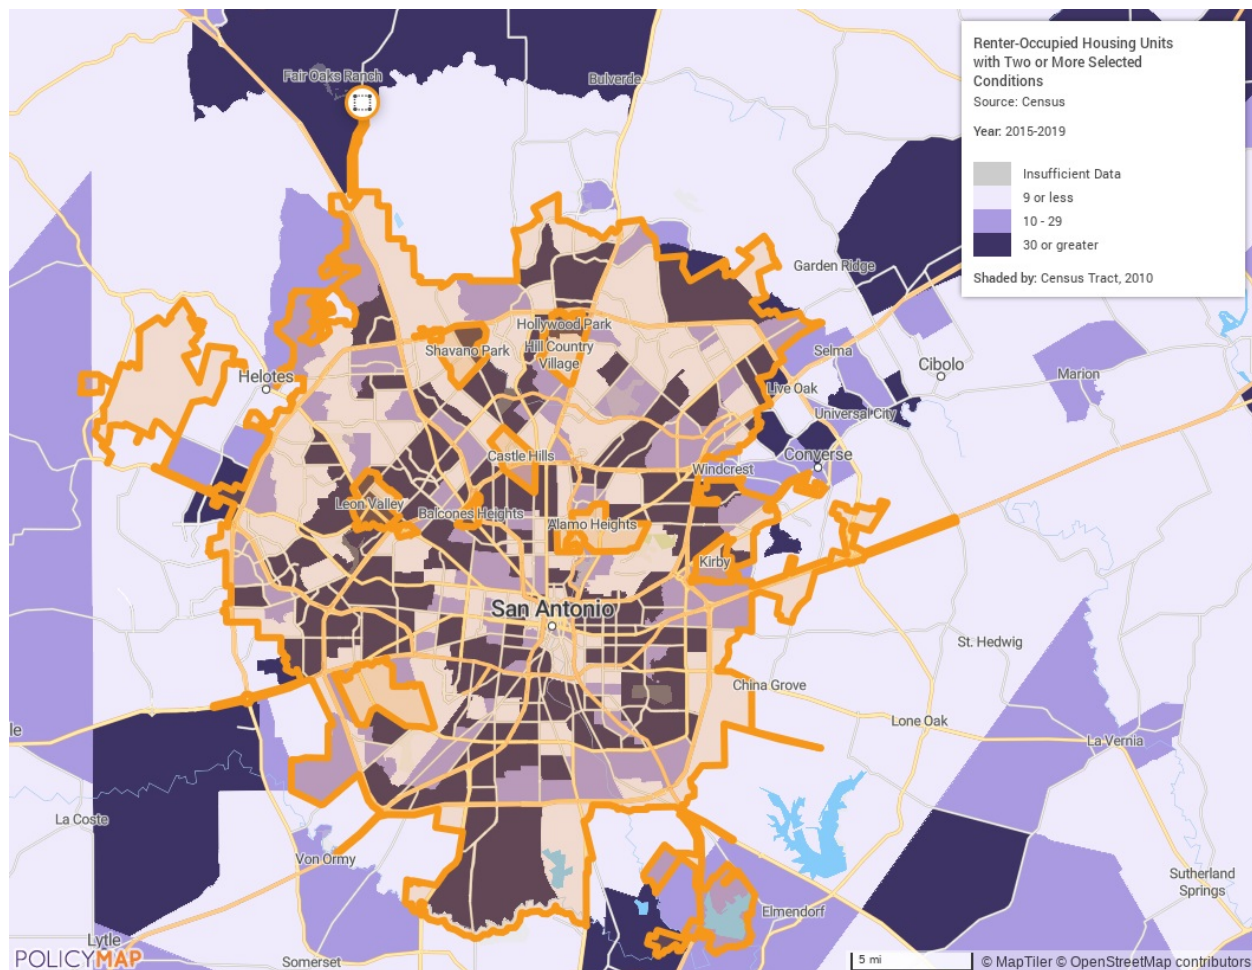 Renter-Occupied Housing Units
with Two or More Selected
Conditions
Source: Census
Year: 2015-2019
Insufficient Data
9 or less
10 - 29
30 or greater
Shaded by: Census Tract, 2010
Fair Oaks Ranch
Bulverde
Garden Ridge
Hollywood Park
Shavano Park
Hill Country
Village
Selma
Cibolo
Marion
Helotes
Live Oak
Universal City
Castle Hills
Converse
Windcrest
Leon Valley
Balcones Heights
Alamo Heights
Kirby
San Antonio
St. Hedwig
China Grove
Lone Oak
le
La Vernia
La Coste
Von Ormy
Sutherland
Springs
Elmendorf
Lytle
Somerset
POLICYMAP
5 mi
© MapTiler © OpenStreetMap contributors